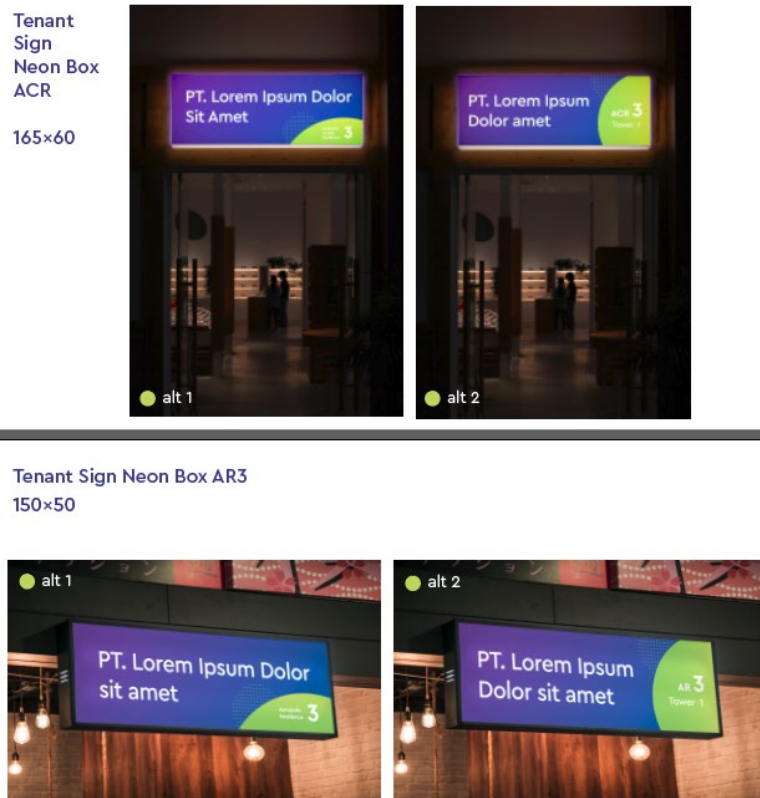 Tenant
Sign
Neon Box
ACR
165×60
PT. Lorem Ipsum Dolor
Sit Amet
3
alt 1
PT. Lorem Ipsum
Dolor amet
ACR 3
Tower 1
alt 2
Tenant Sign Neon Box AR3
150×50
alt 1
PT. Lorem Ipsum Dolor
sit amet
Residence 3
alt 2
PT. Lorem Ipsum
Dolor sit amet
AR 3
Tower 1